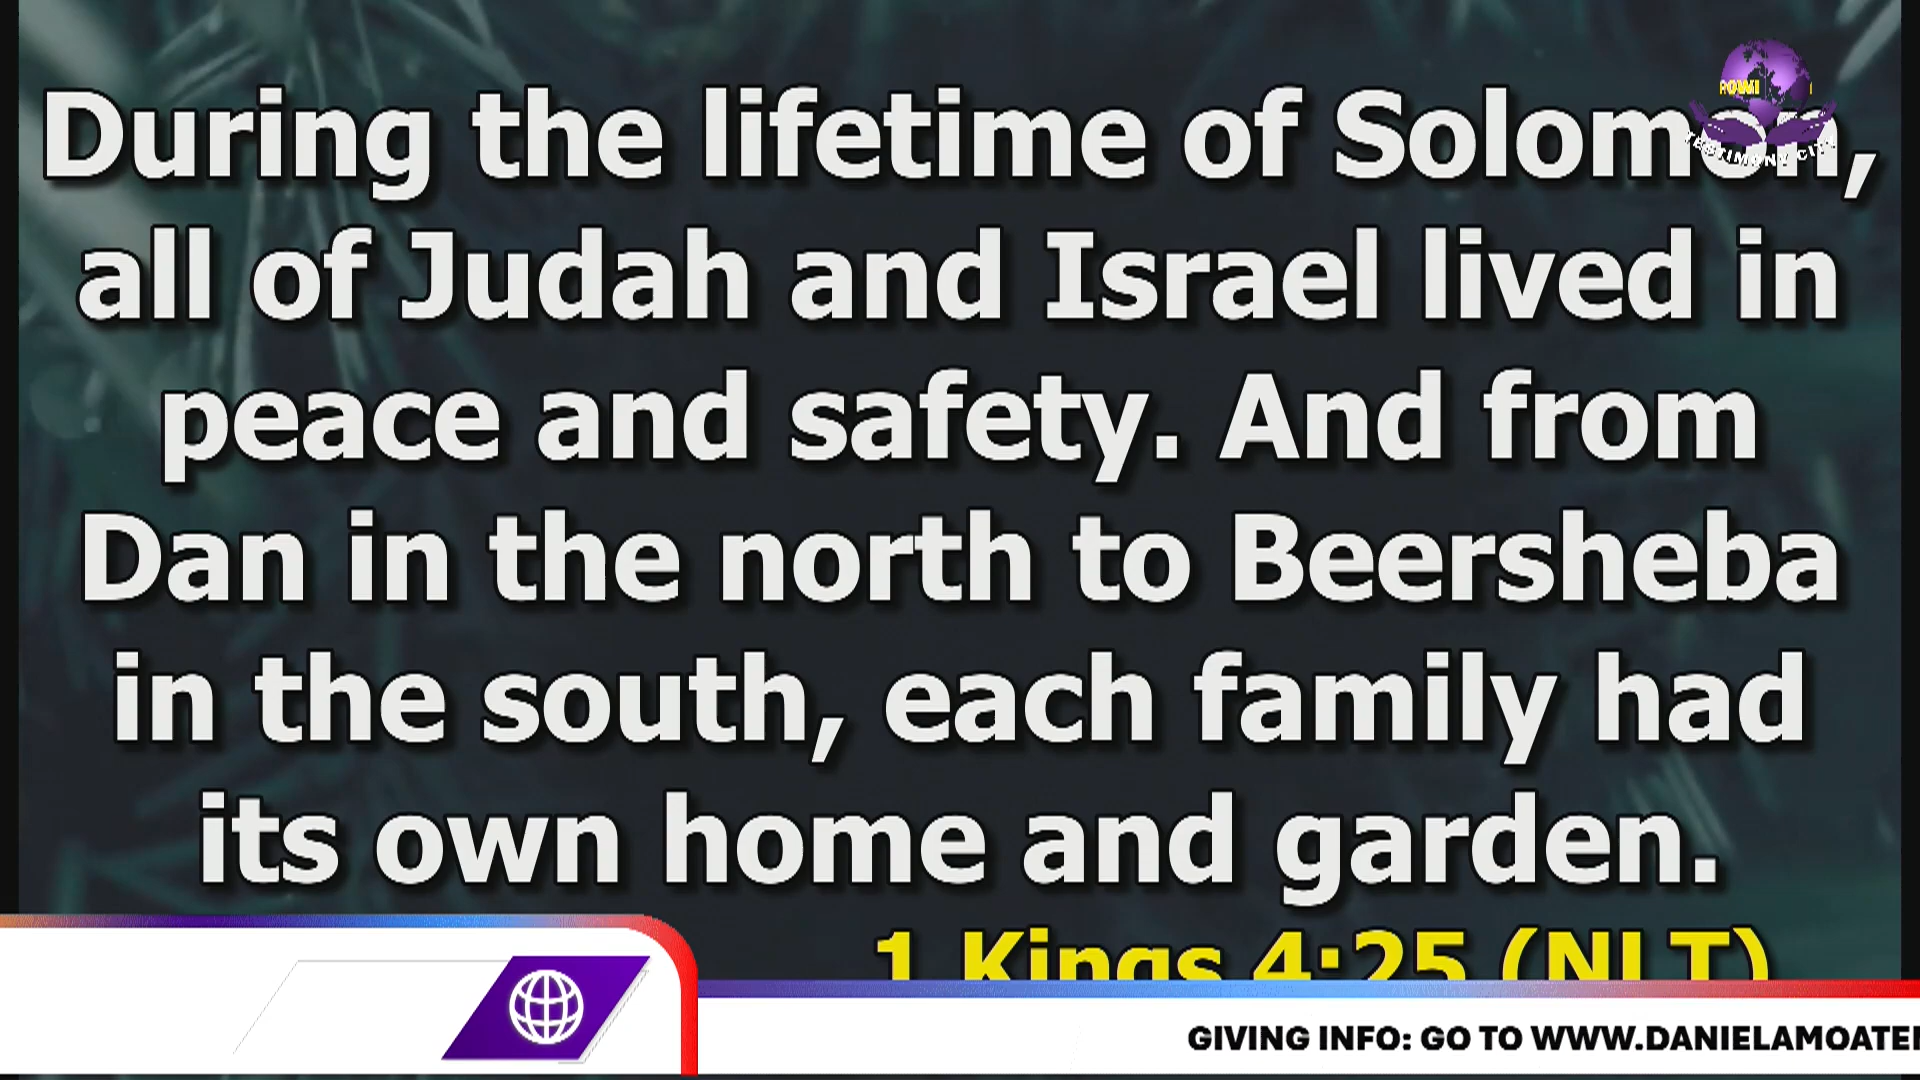 During the lifetime of Solomon,
all of Judah and Israel lived in
peace and safety. And from
Dan in the north to Beersheba
in the south, each family had
its own home and garden.
1 Kings 4:25 (NLT)
TESTIMONY CITY
GIVING INFO: GO TO WWW.DANIELAMOATE